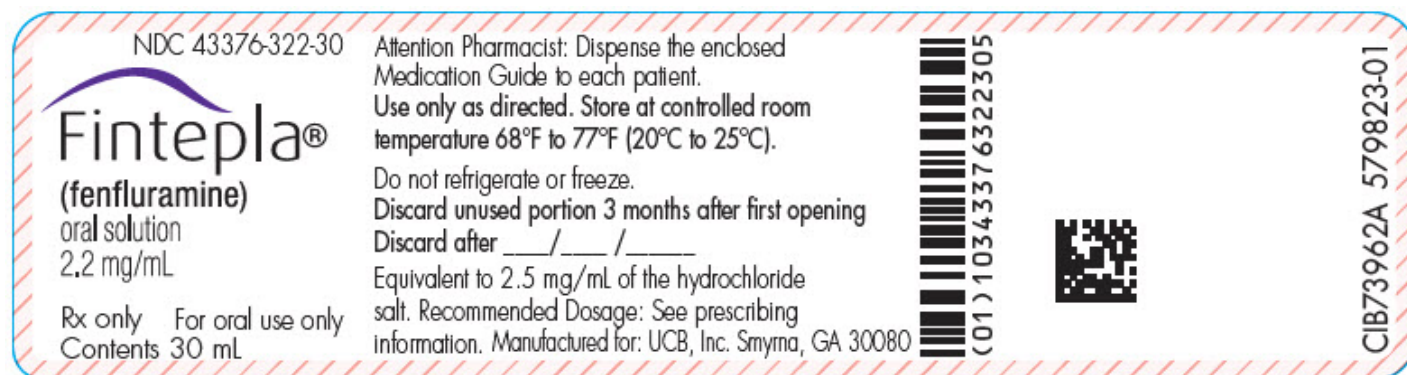 NDC 43376-322-30
Fintepla®
(fenfluramine)
oral solution
2.2 mg/mL
Rx only For oral use only
Contents 30 mL
Attention Pharmacist: Dispense the enclosed
Medication Guide to each patient.
Use only as directed. Store at controlled room
temperature 68°F to 77°F (20°C to 25°C).
Do not refrigerate or freeze.
Discard unused portion 3 months after first opening
Discard after ____/____ /______
Equivalent to 2.5 mg/mL of the hydrochloride
salt. Recommended Dosage: See prescribing
information. Manufactured for: UCB, Inc. Smyrna, GA 30080
(01)10343376322305
CIB73962A 579823-01